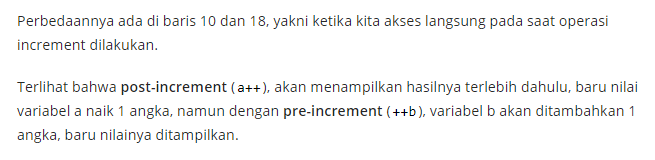 Perbedaannya ada di baris 10 dan 18, yakni ketika kita akses langsung pada saat operasi
increment dilakukan.
Terlihat bahwa post-increment (a++), akan menampilkan hasilnya terlebih dahulu, baru nilai
variabel a naik 1 angka, namun dengan pre-increment (++b), variabel b akan ditambahkan 1
angka, baru nilainya ditampilkan.